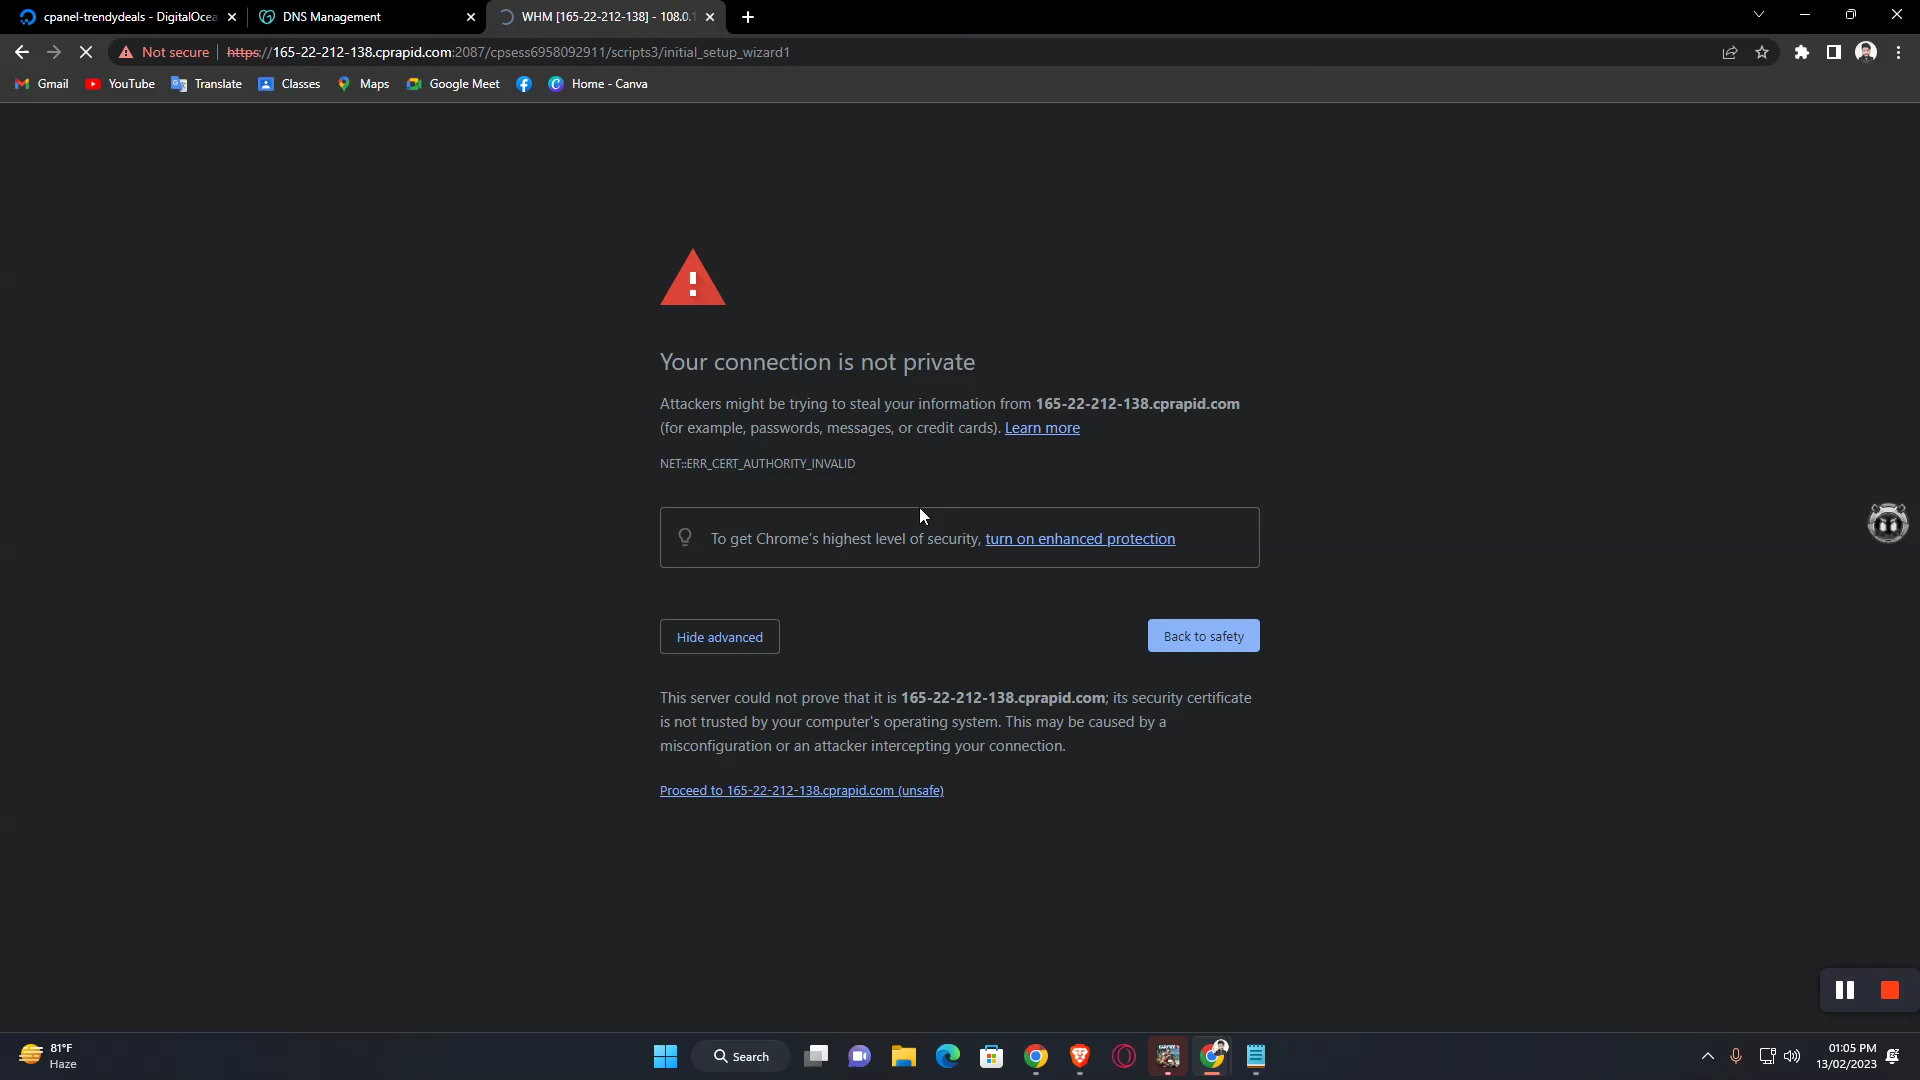 cpanel-trendydeals - DigitalOcea
DNS Management
WHM [165-22-212-138] - 108.0.1
Not secure
https://165-22-212-138.cprapid.com:2087/cpsess6958092911/scripts3/initial_setup_wizard1
Gmail
YouTube
Translate
Classes
Maps
Google Meet
Home - Canva
Your connection is not private
Attackers might be trying to steal your information from 165-22-212-138.cprapid.com
(for example, passwords, messages, or credit cards). Learn more
NET::ERR_CERT_AUTHORITY_INVALID
To get Chrome's highest level of security, turn on enhanced protection
Hide advanced
Back to safety
This server could not prove that it is 165-22-212-138.cprapid.com; its security certificate
is not trusted by your computer's operating system. This may be caused by a
misconfiguration or an attacker intercepting your connection.
Proceed to 165-22-212-138.cprapid.com (unsafe)
81°F
Haze
Search
01:05 PM
13/02/2023